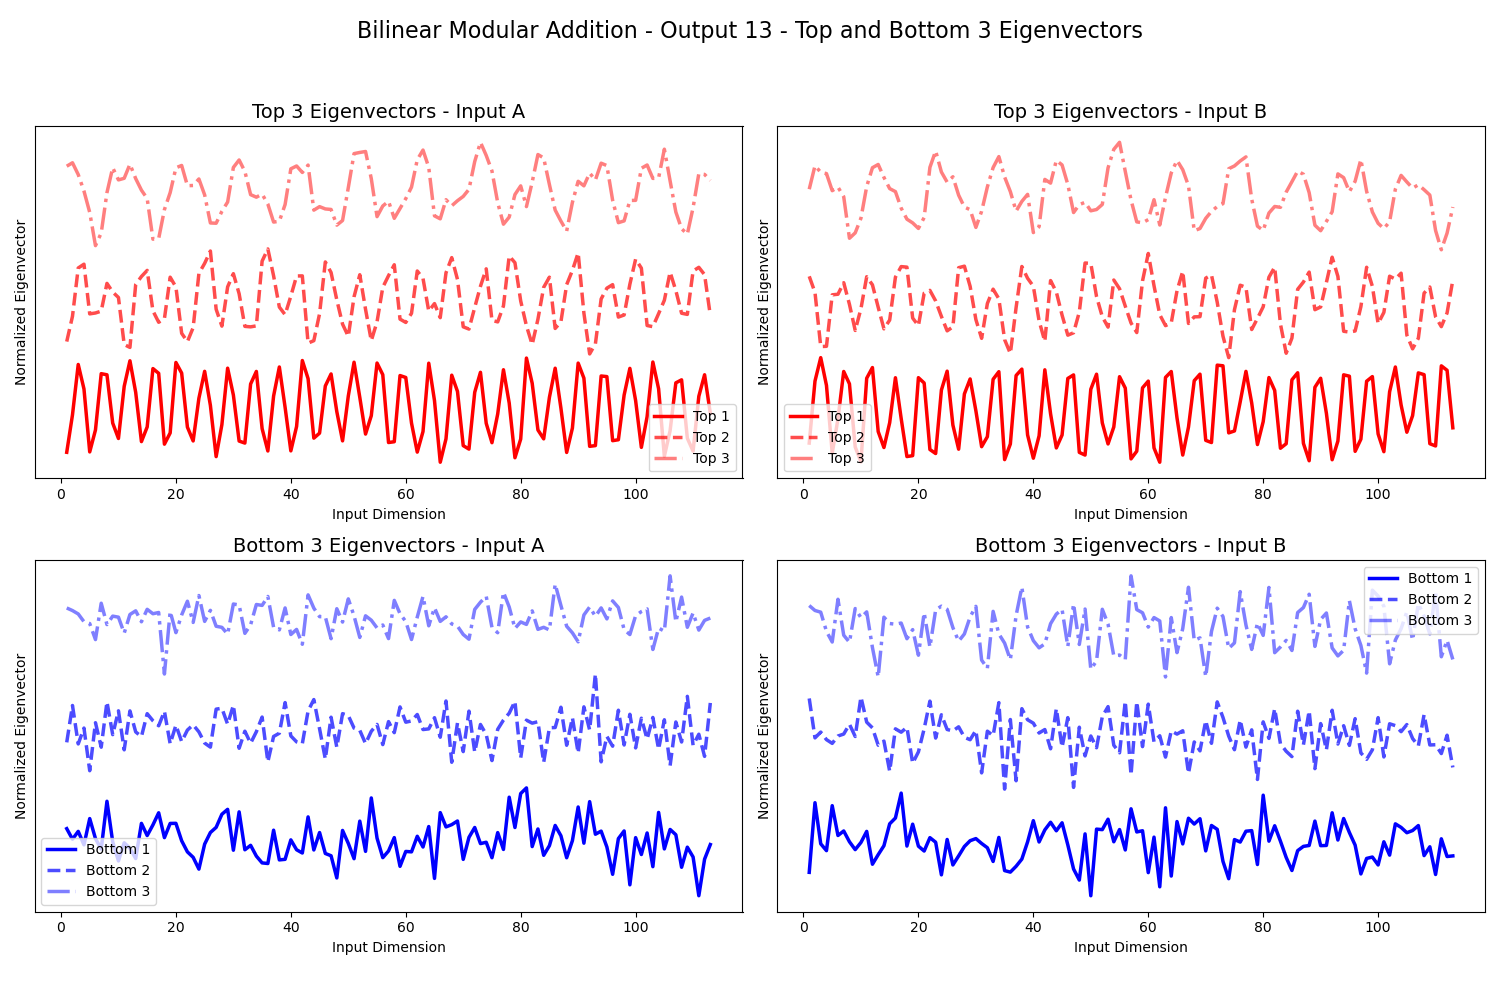 Bilinear Modular Addition - Output 13 - Top and Bottom 3 Eigenvectors
Top 3 Eigenvectors - Input A
Normalized Eigenvector
Top 1
Top 2
Top 3
0 20 40 60 80 100
Input Dimension
Top 3 Eigenvectors - Input B
Normalized Eigenvector
Top 1
Top 2
Top 3
0 20 40 60 80 100
Input Dimension
Bottom 3 Eigenvectors - Input A
Normalized Eigenvector
Bottom 1
Bottom 2
Bottom 3
0 20 40 60 80 100
Input Dimension
Bottom 3 Eigenvectors - Input B
Normalized Eigenvector
Bottom 1
Bottom 2
Bottom 3
0 20 40 60 80 100
Input Dimension